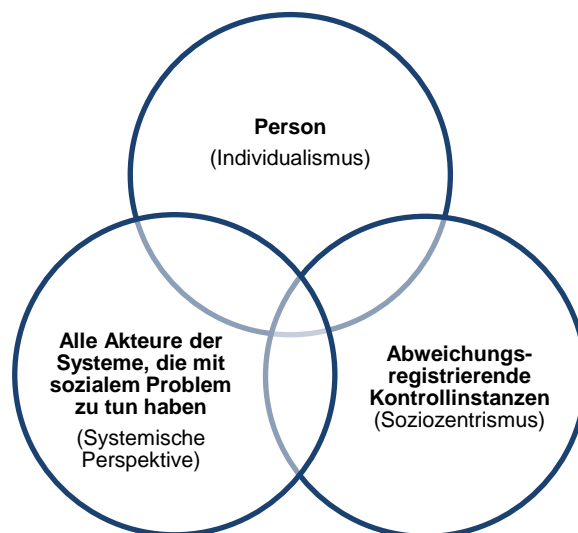 Person
(Individualismus)
Alle Akteure der
Systeme, die mit
sozialem Problem
zu tun haben
(Systemische
Perspektive)
Abweichungs-
registrierende
Kontrollinstanzen
(Soziozentrismus)